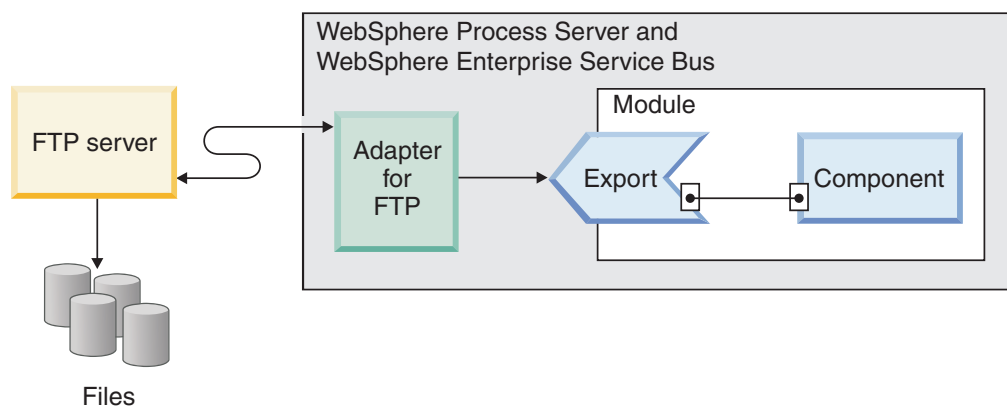 WebSphere Process Server and
WebSphere Enterprise Service Bus
Module
FTP server
Adapter
for
FTP
Export
Component
Files